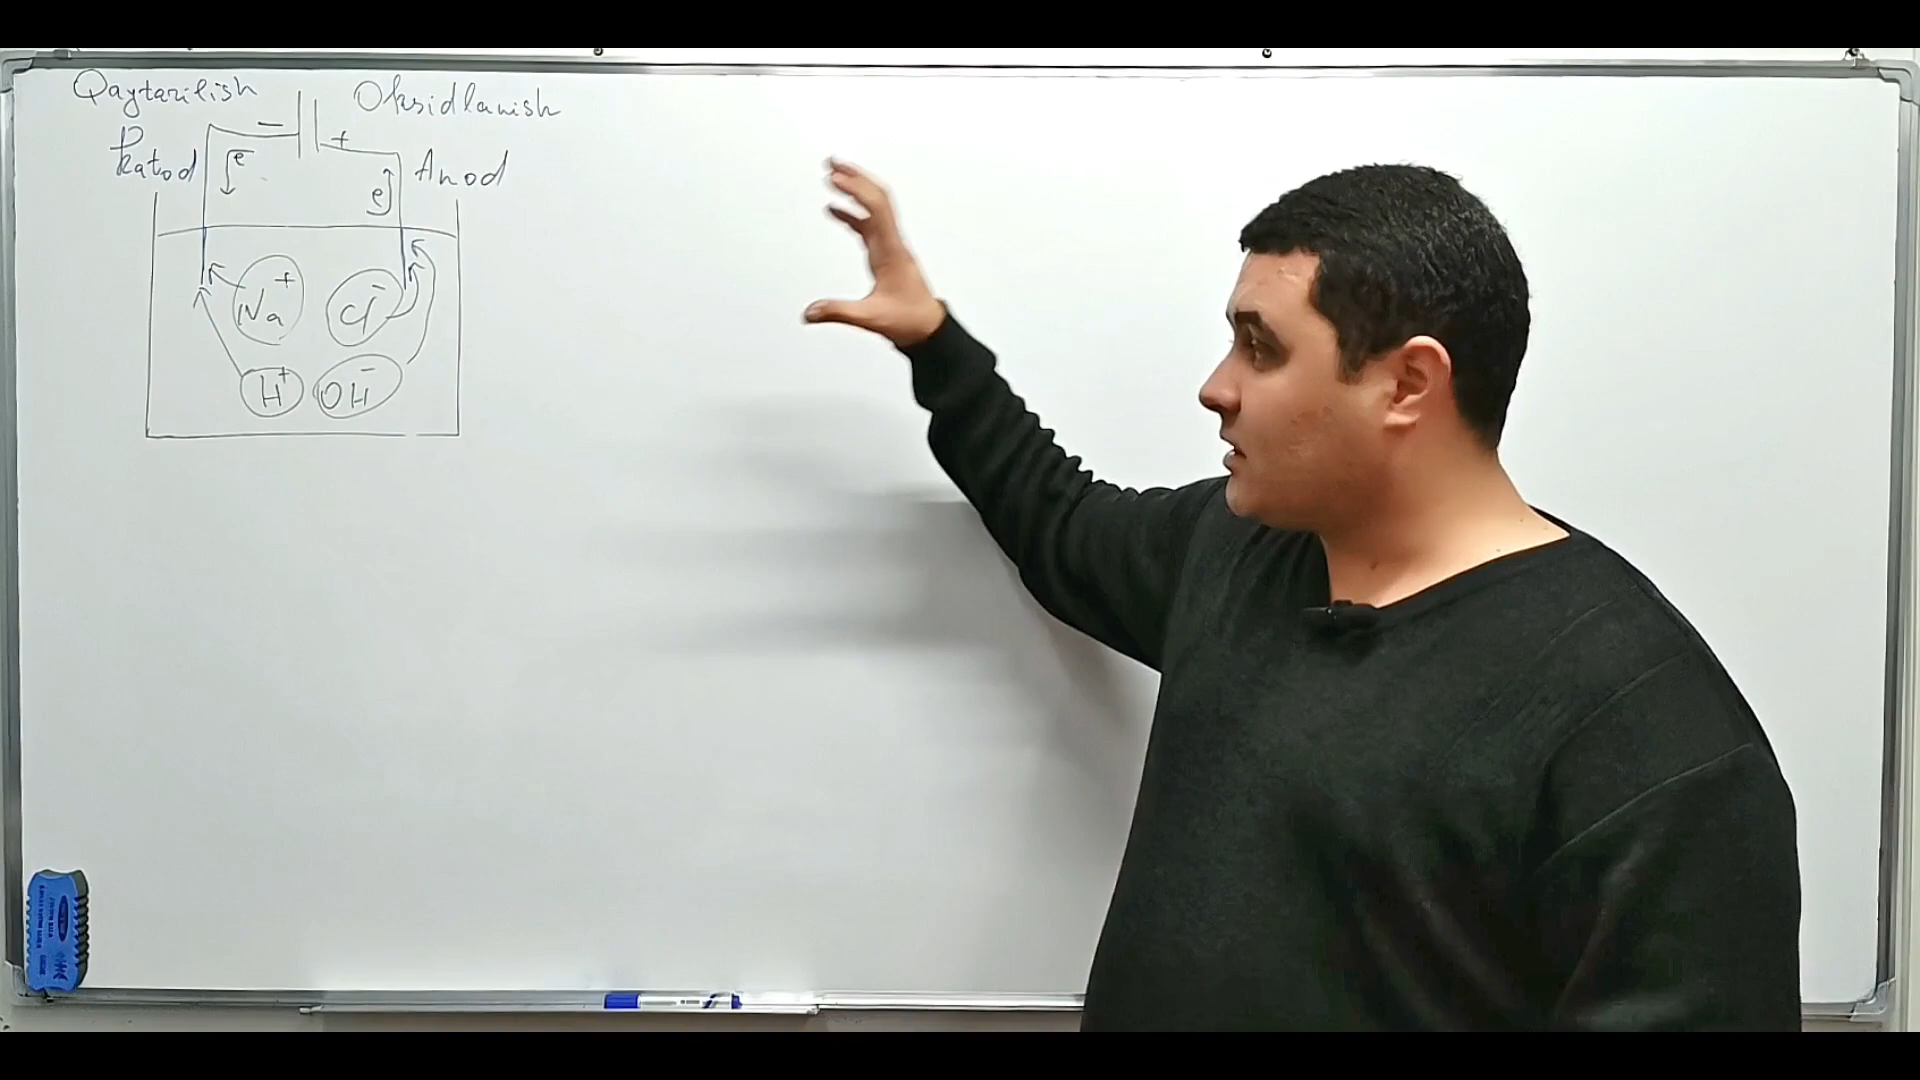 Qaytarilish
Oksidlanish
− +
Katod
e
e
Anod
Na+
Cl−
H+
OH−